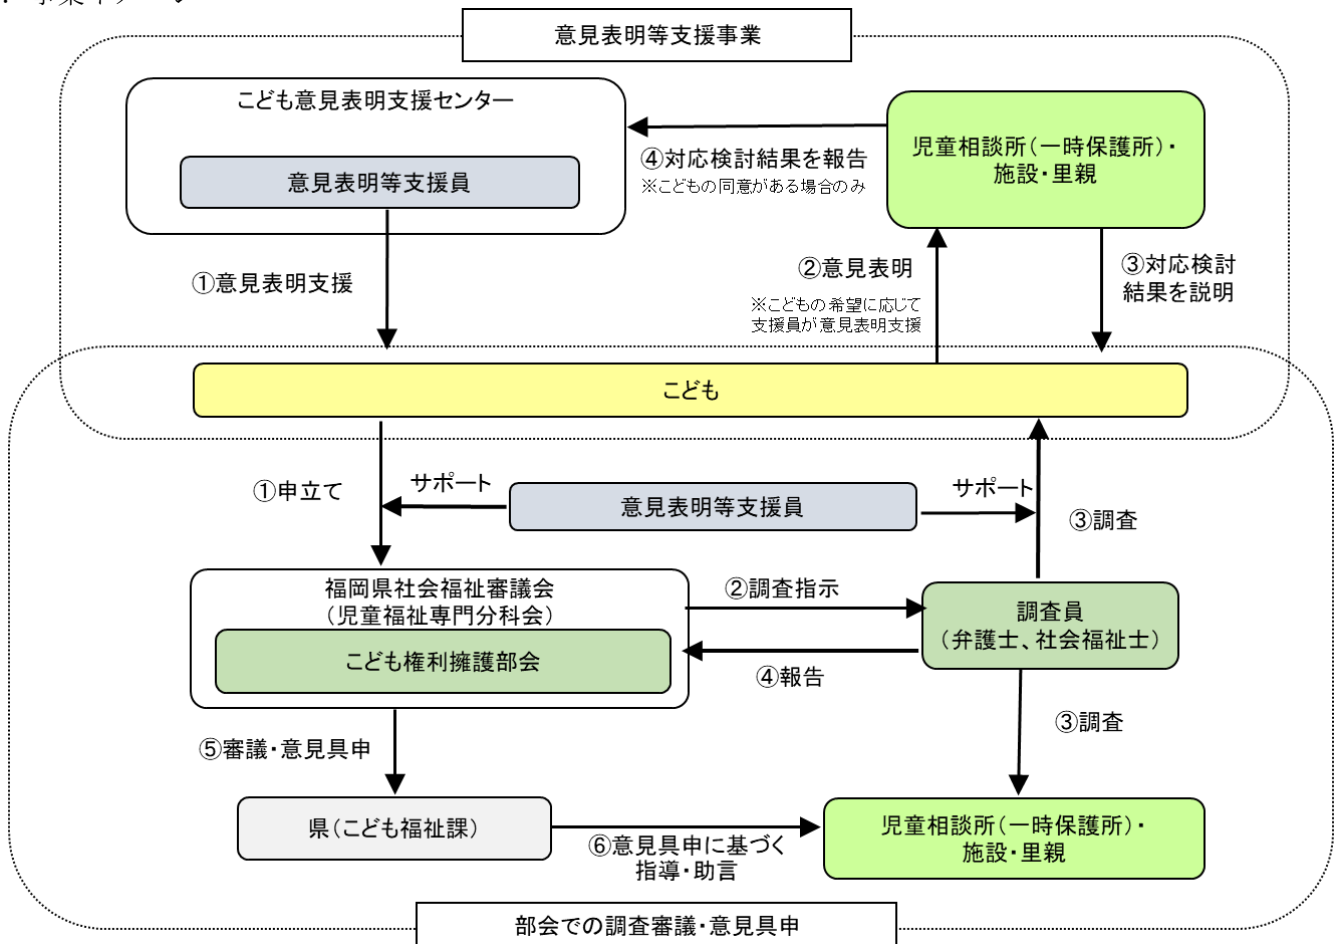 意見表明等支援事業
こども意見表明支援センター
意見表明等支援員
児童相談所(一時保護所)・
施設・里親
④対応検討結果を報告
※こどもの同意がある場合のみ
①意見表明支援
②意見表明
※こどもの希望に応じて
支援員が意見表明支援
③対応検討
結果を説明
こども
①申立て
サポート
意見表明等支援員
サポート
③調査
福岡県社会福祉審議会
(児童福祉専門分科会)
こども権利擁護部会
②調査指示
④報告
調査員
(弁護士、社会福祉士)
⑤審議・意見具申
③調査
県(こども福祉課)
⑥意見具申に基づく
指導・助言
児童相談所(一時保護所)・
施設・里親
部会での調査審議・意見具申